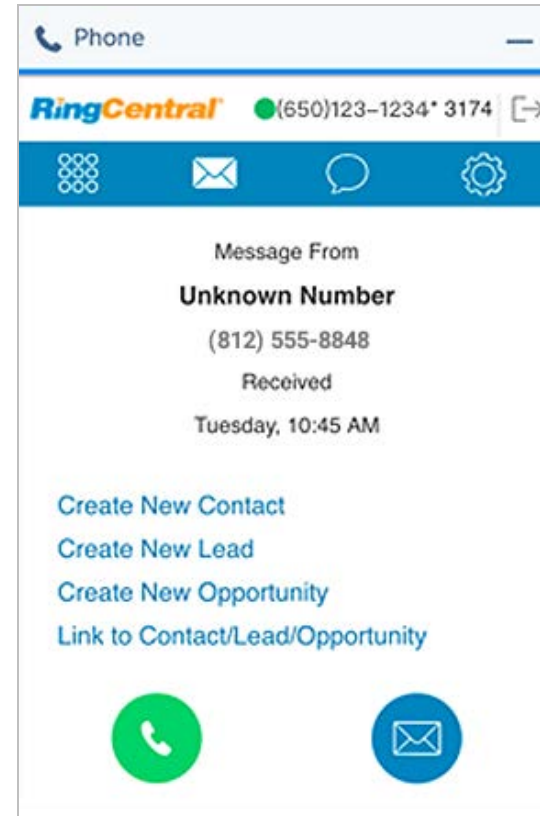 Phone
RingCentral® (650)123–1234* 3174
Message From
Unknown Number
(812) 555-8848
Received
Tuesday, 10:45 AM
Create New Contact
Create New Lead
Create New Opportunity
Link to Contact/Lead/Opportunity